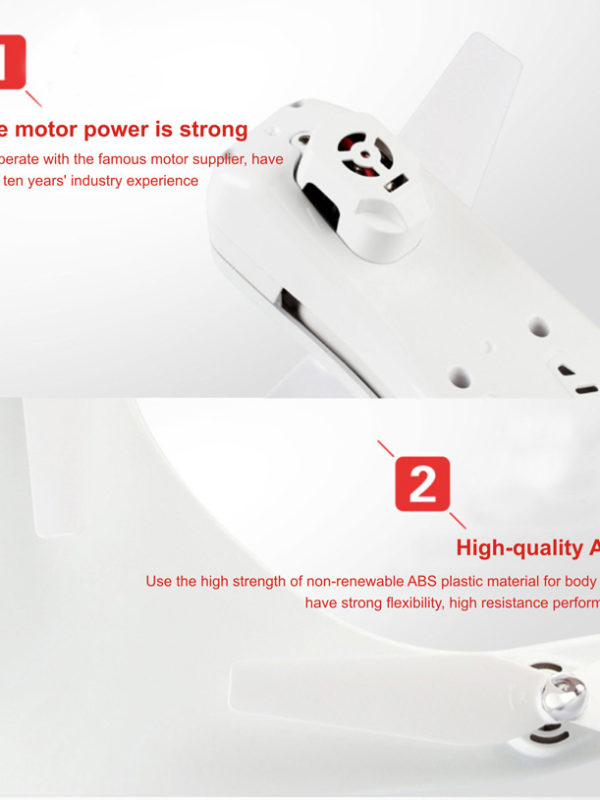 1
e motor power is strong
perate with the famous motor supplier, have
ten years' industry experience
2
High-quality A
Use the high strength of non-renewable ABS plastic material for body
have strong flexibility, high resistance perform